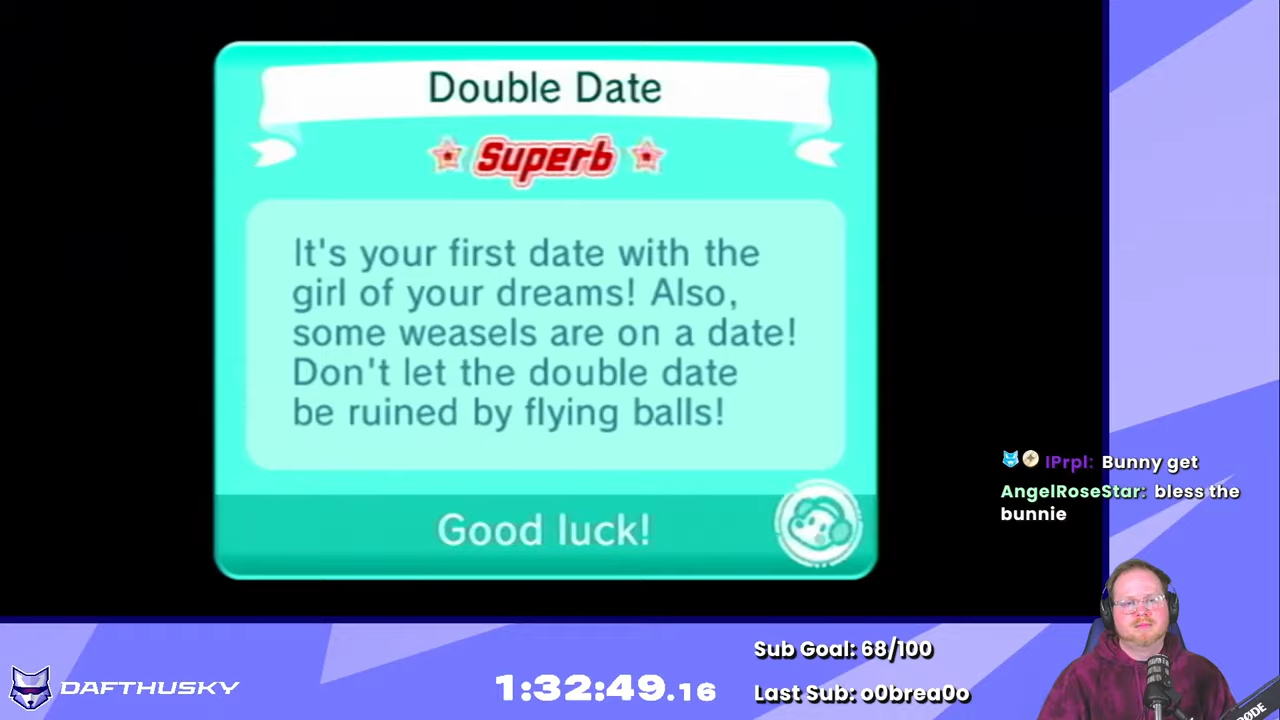 Double Date
Superb
It's your first date with the
girl of your dreams! Also,
some weasels are on a date!
Don't let the double date
be ruined by flying balls!
Good luck!
IPrpl: Bunny get
AngelRoseStar: bless the
bunnie
DAFTHUSKY
1:32:49.16
Sub Goal: 68/100
Last Sub: o0brea0o